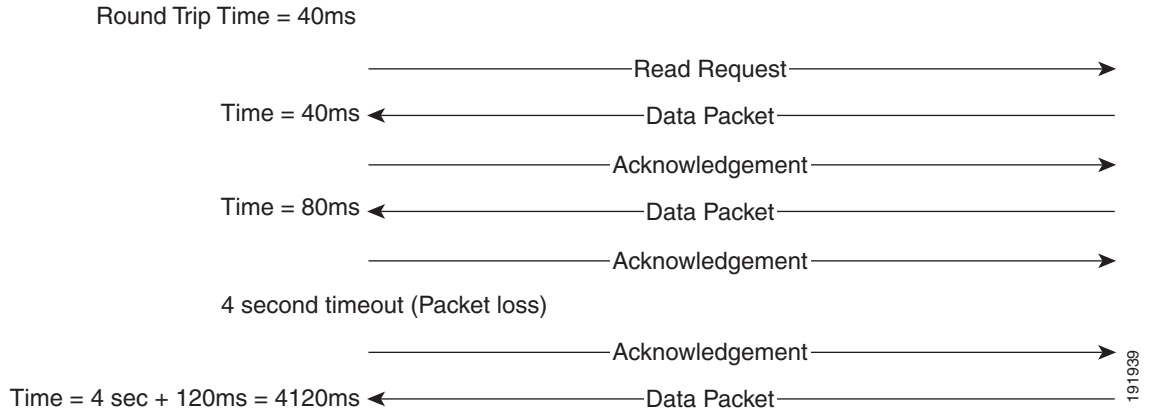 Round Trip Time = 40ms
Read Request
Time = 40ms
Data Packet
Acknowledgement
Time = 80ms
Data Packet
Acknowledgement
4 second timeout (Packet loss)
Acknowledgement
Time = 4 sec + 120ms = 4120ms
Data Packet
191939